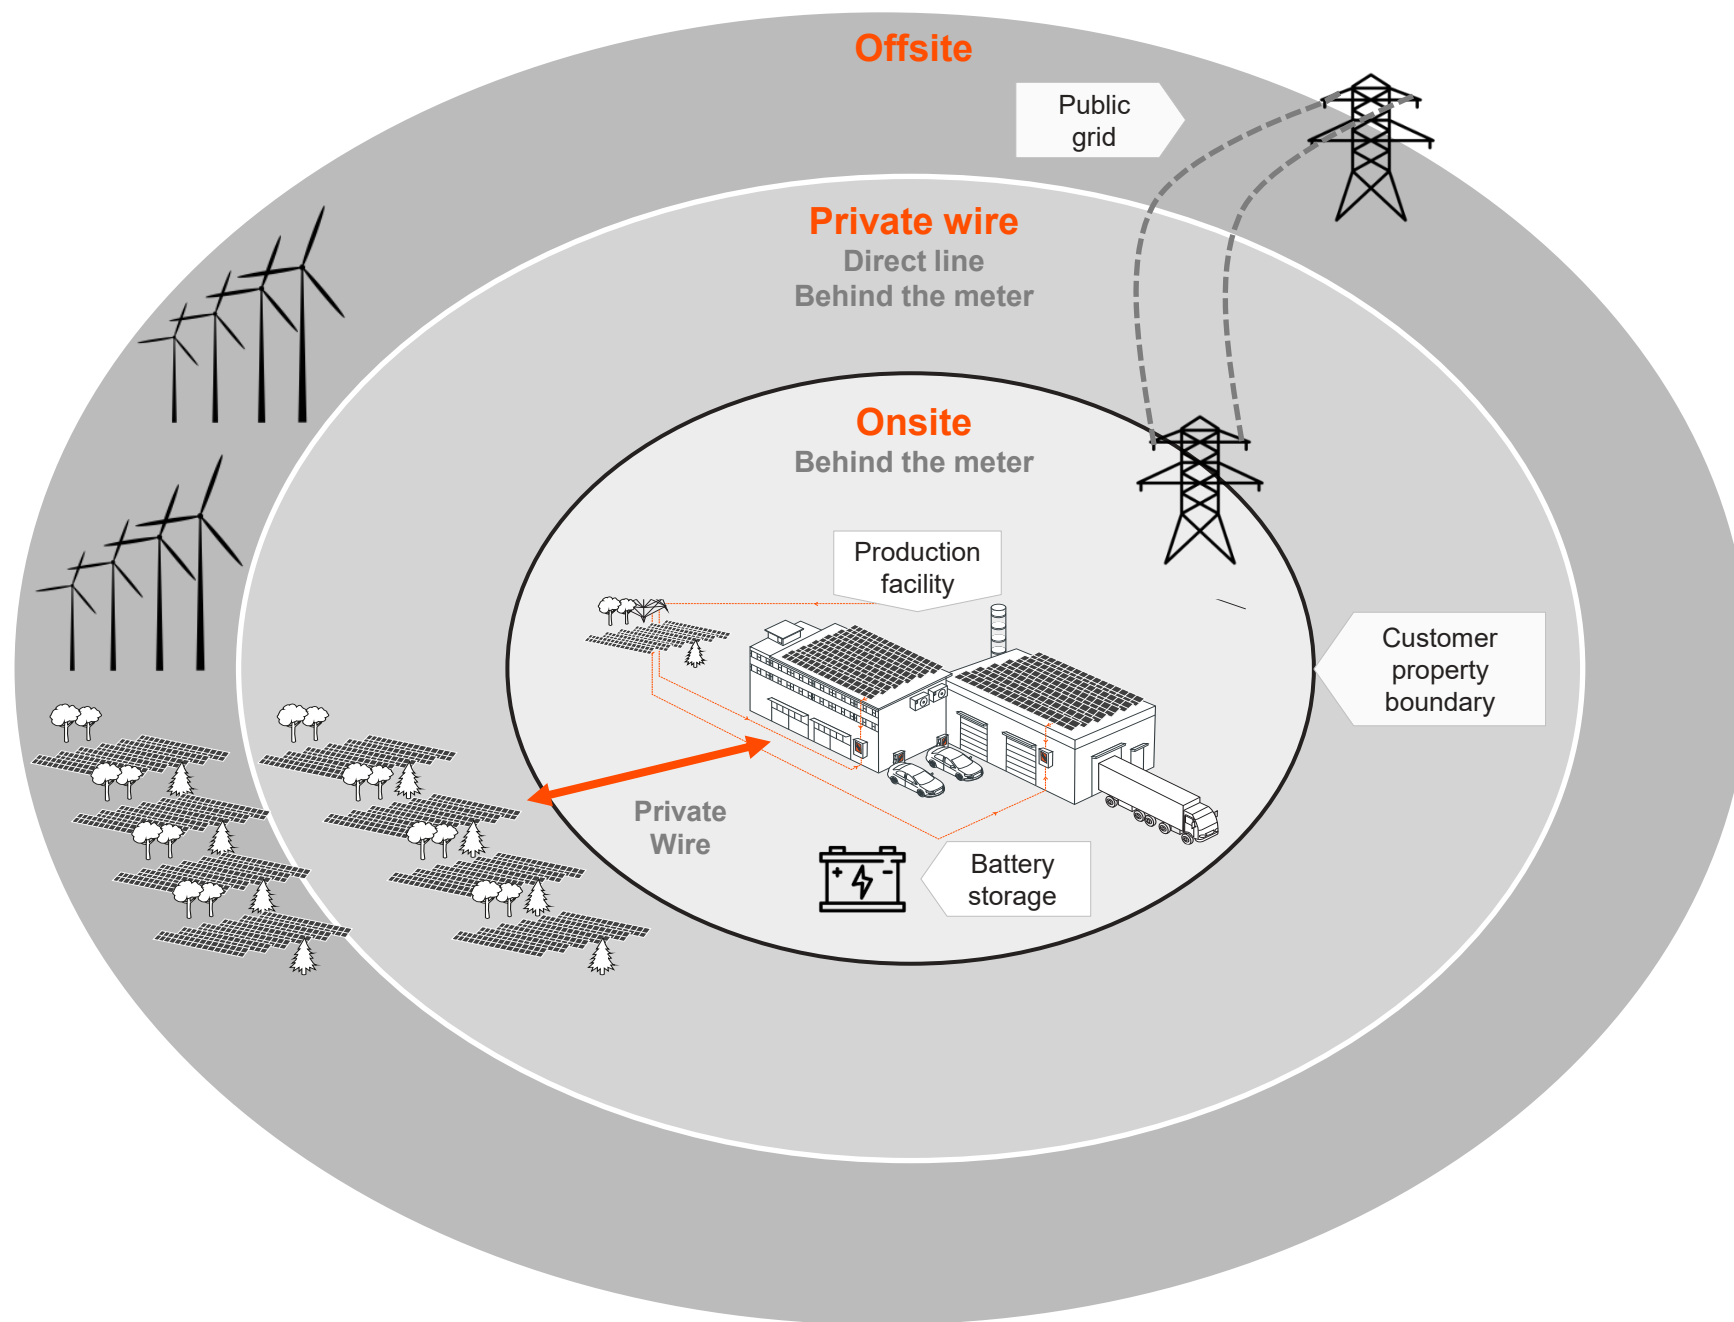 Offsite
Public
grid
Private wire
Direct line
Behind the meter
Onsite
Behind the meter
Production
facility
Customer
property
boundary
Private
Wire
Battery
storage